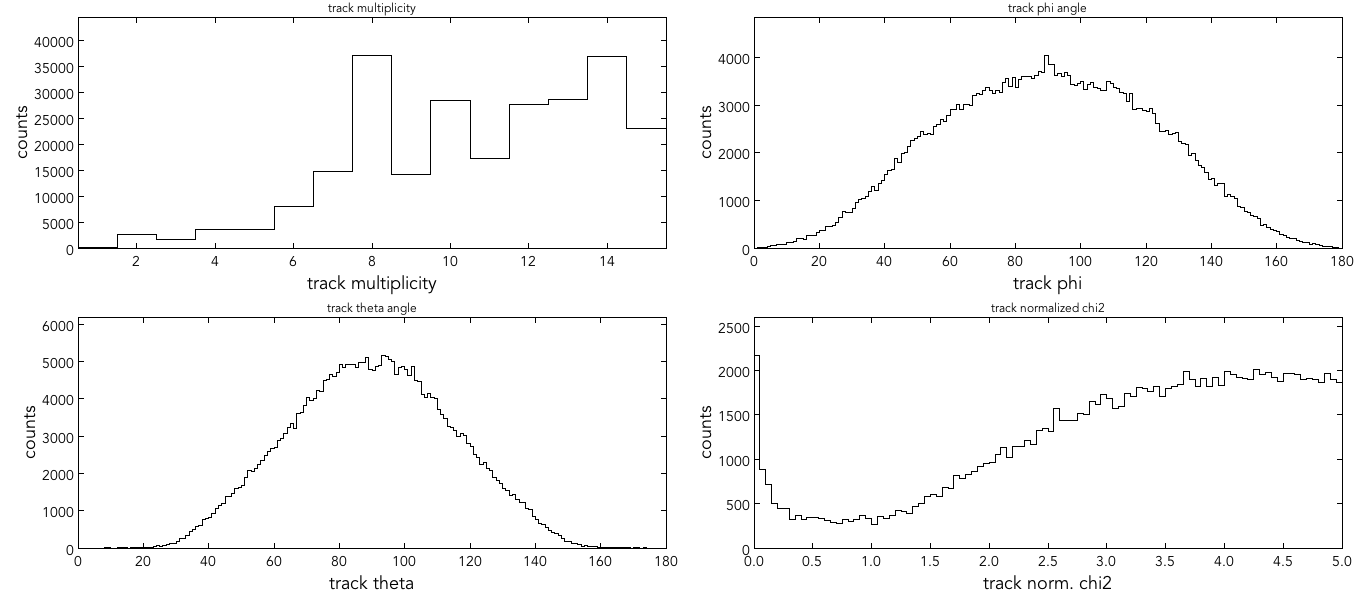 track multiplicity
counts
40000
35000
30000
25000
20000
15000
10000
5000
0
2 4 6 8 10 12 14
track multiplicity
track phi angle
counts
4000
3000
2000
1000
0
0 20 40 60 80 100 120 140 160 180
track phi
track theta angle
counts
6000
5000
4000
3000
2000
1000
0
0 20 40 60 80 100 120 140 160 180
track theta
track normalized chi2
counts
2500
2000
1500
1000
500
0
0.0 0.5 1.0 1.5 2.0 2.5 3.0 3.5 4.0 4.5 5.0
track norm. chi2